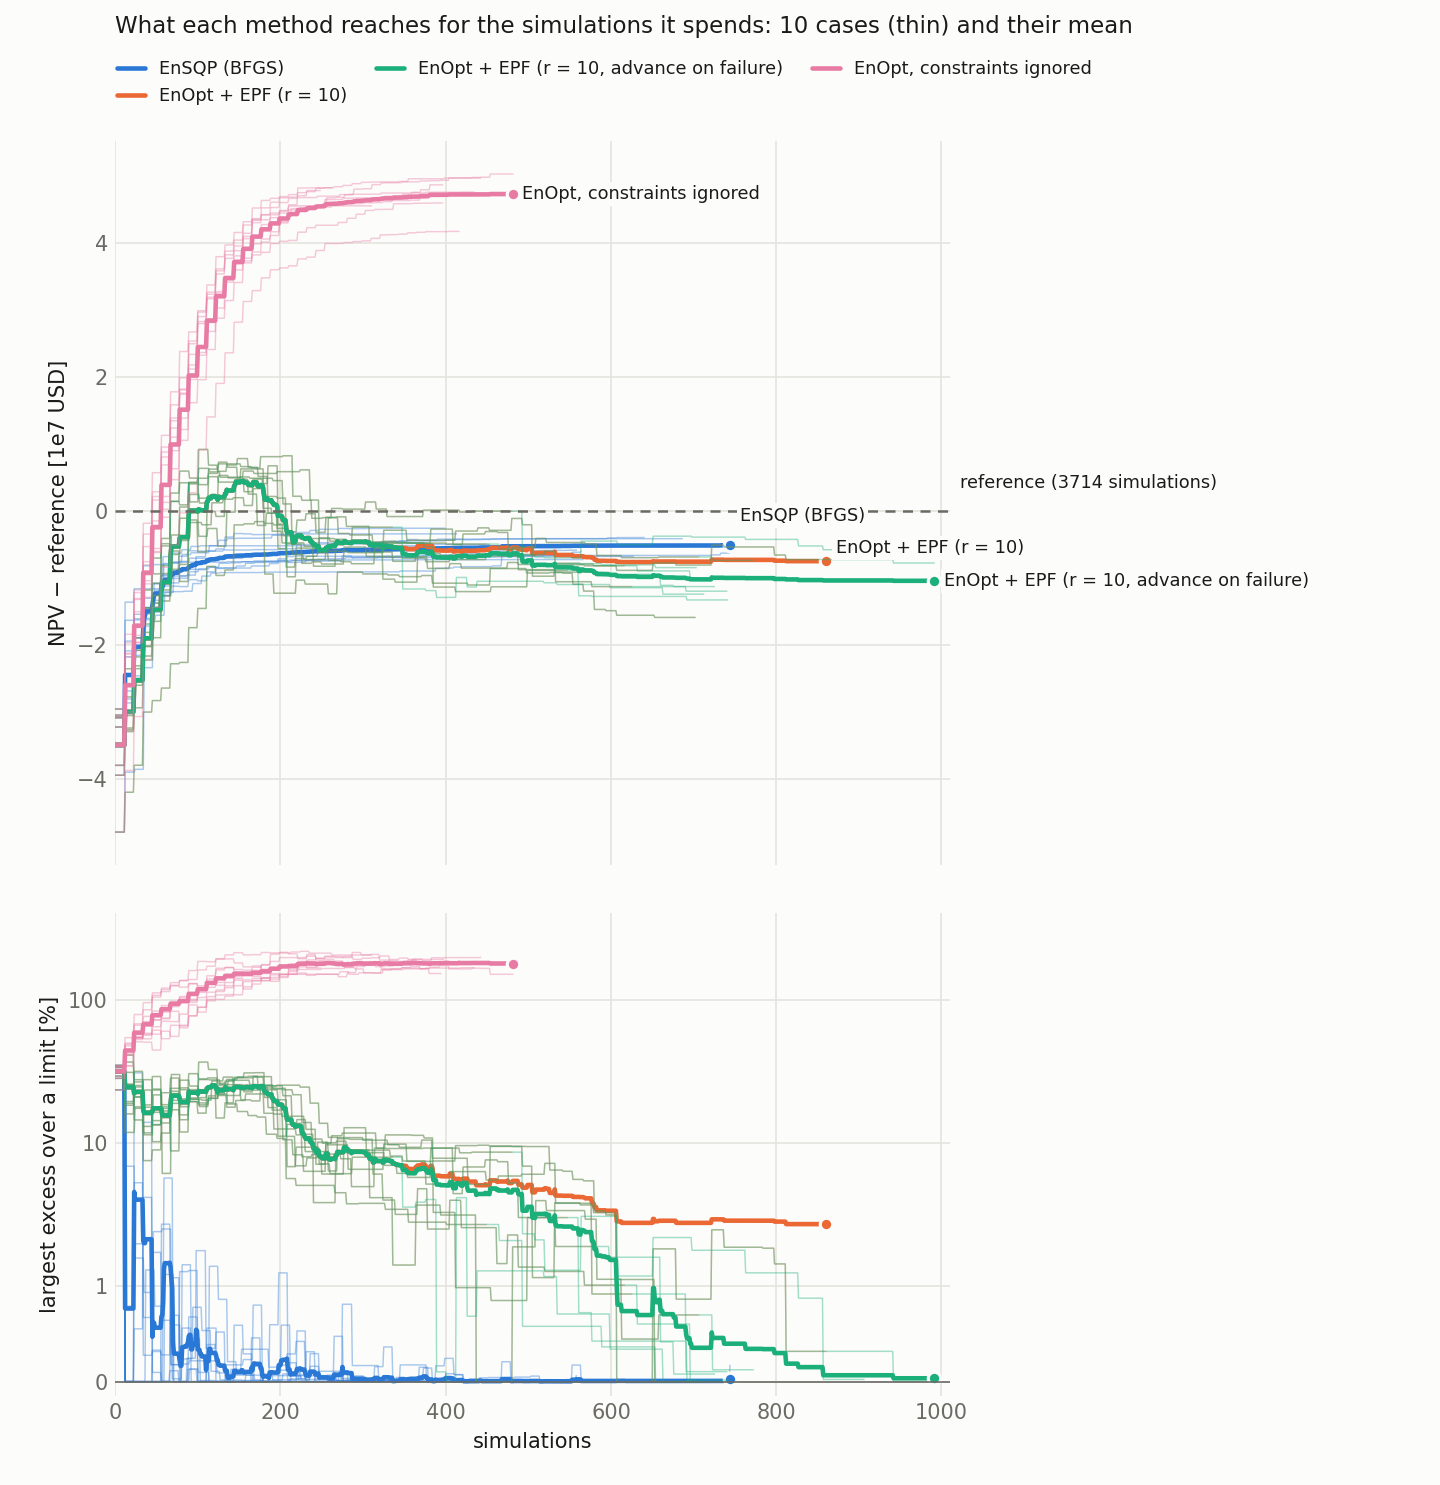 What each method reaches for the simulations it spends: 10 cases (thin) and their mean
EnSQP (BFGS)
EnOpt + EPF (r = 10, advance on failure)
EnOpt, constraints ignored
EnOpt + EPF (r = 10)
NPV − reference [1e7 USD]
4
2
0
−2
−4
EnOpt, constraints ignored
reference (3714 simulations)
EnSQP (BFGS)
EnOpt + EPF (r = 10)
EnOpt + EPF (r = 10, advance on failure)
largest excess over a limit [%]
100
10
1
0
0 200 400 600 800 1000
simulations